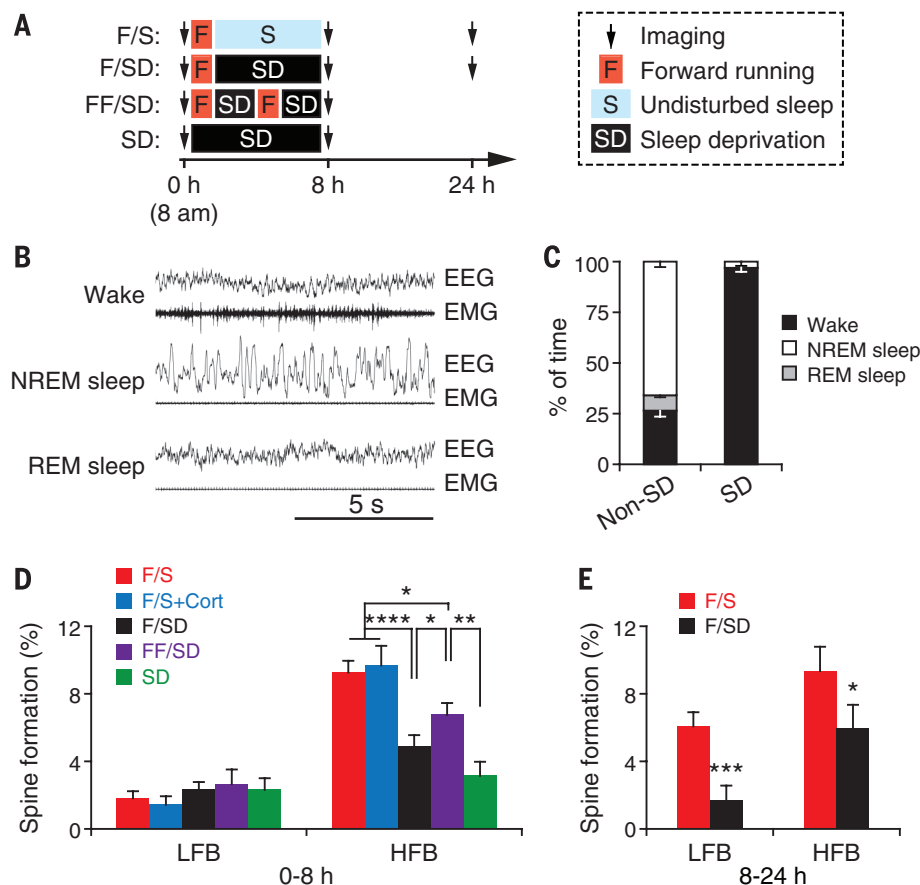 A
F/S: F S
F/SD: F SD
FF/SD: F SD F SD
SD: SD
0 h 8 h 24 h
(8 am)
Imaging
F Forward running
S Undisturbed sleep
SD Sleep deprivation
B
Wake
EEG
EMG
NREM sleep
EEG
EMG
REM sleep
EEG
EMG
5 s
C
% of time
100
75
50
25
0
Non-SD SD
Wake
NREM sleep
REM sleep
D
F/S
F/S+Cort
F/SD
FF/SD
SD
Spine formation (%)
12
8
4
0
*
**** * **
LFB HFB
0-8 h
E
F/S
F/SD
Spine formation (%)
12
8
4
0
***
*
LFB HFB
8-24 h